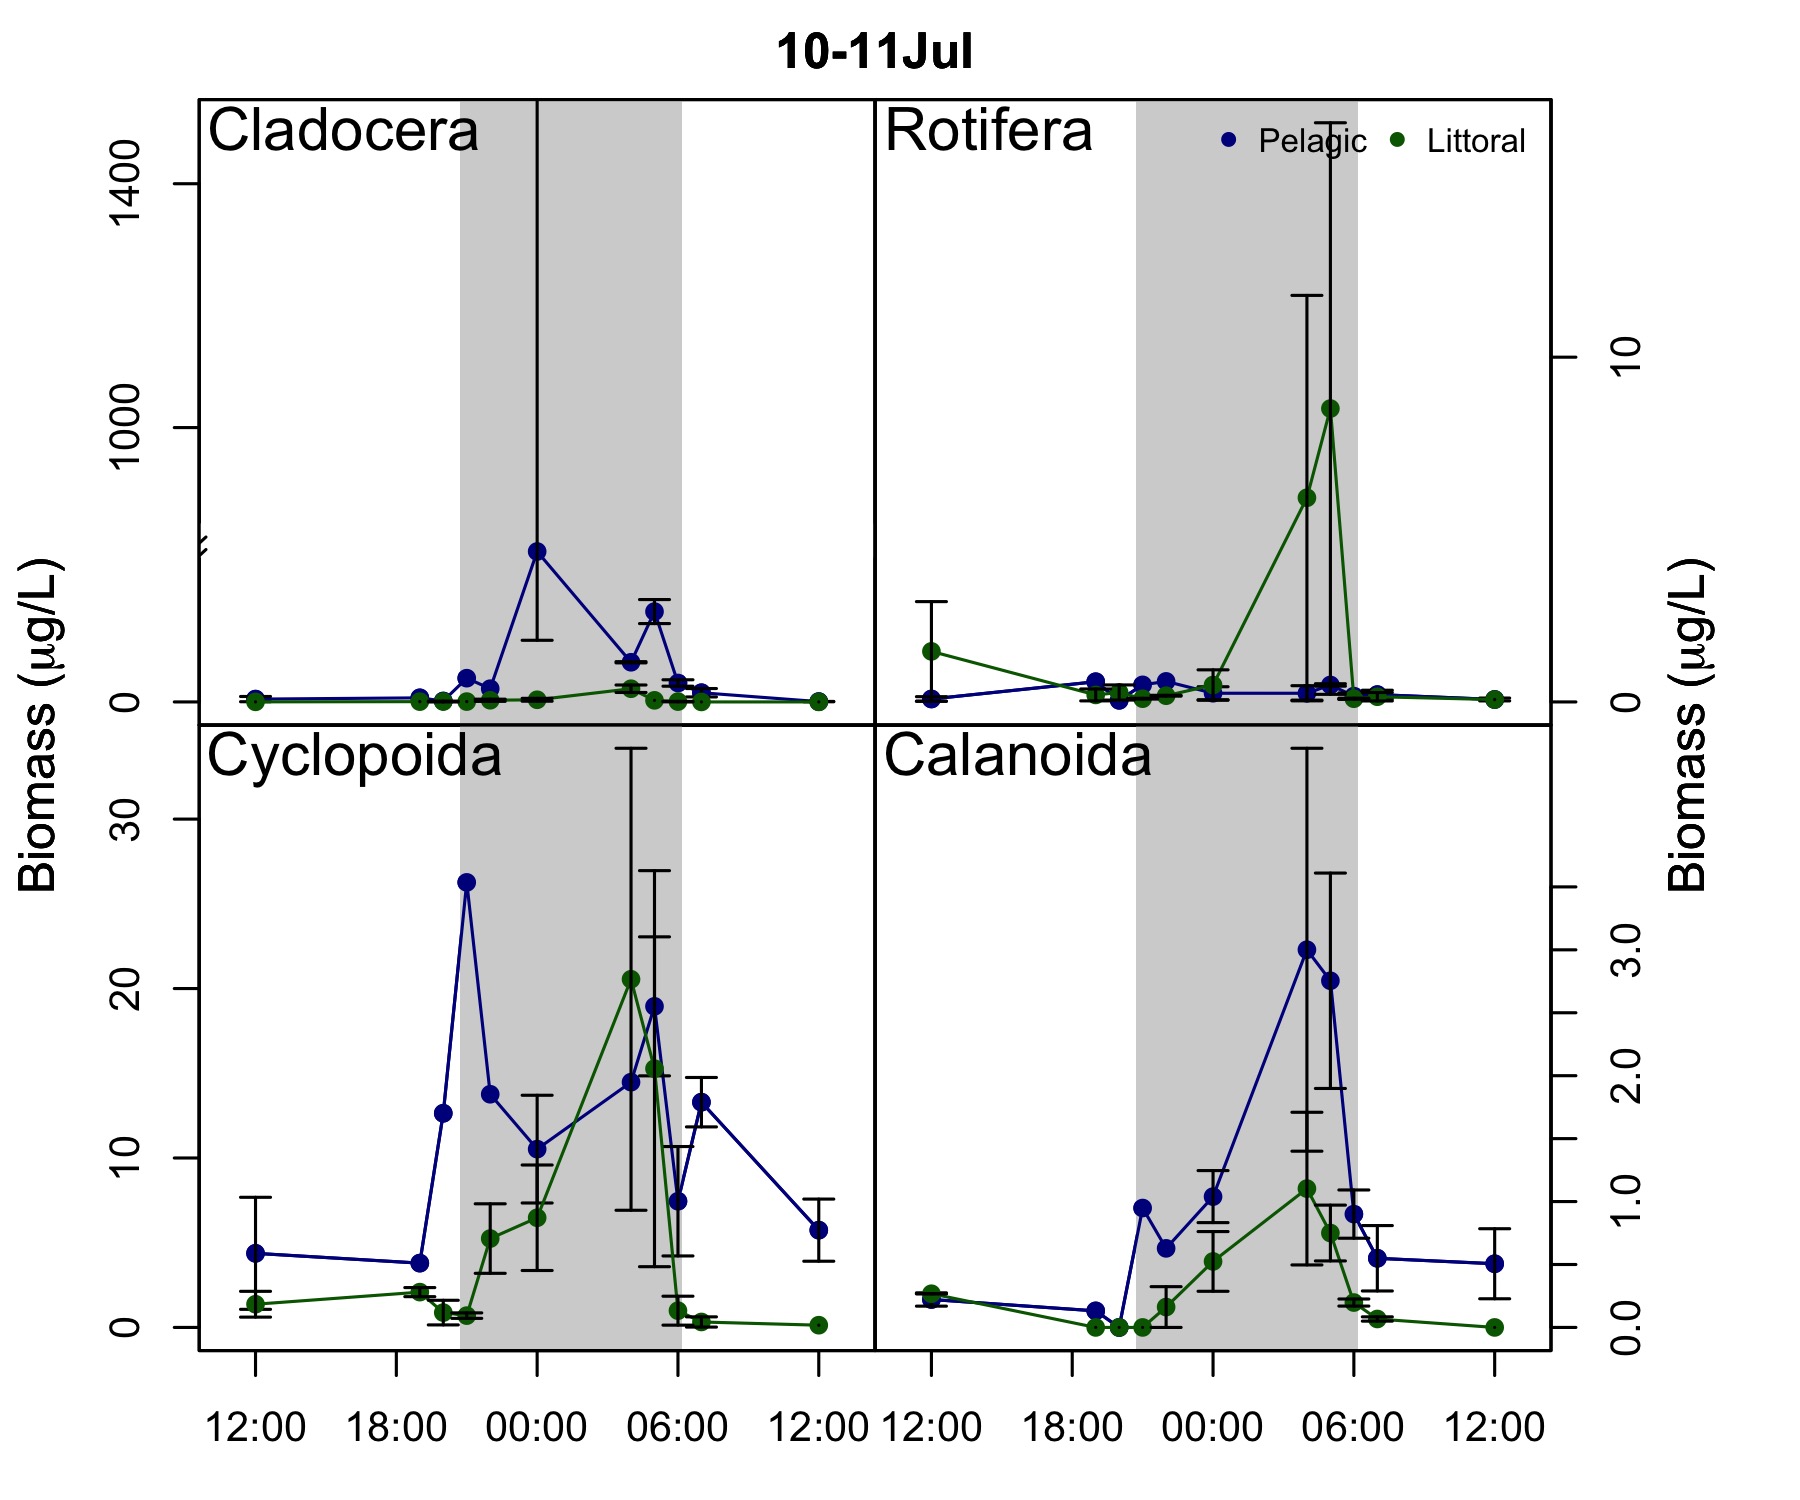 10-11Jul
Cladocera
Rotifera
Pelagic Littoral
1400
1000
0
10
0
Biomass (µg/L)
Biomass (µg/L)
Cyclopoida
Calanoida
30
20
10
0
3.0
2.0
1.0
0.0
12:00 18:00 00:00 06:00 12:00 12:00 18:00 00:00 06:00 12:00